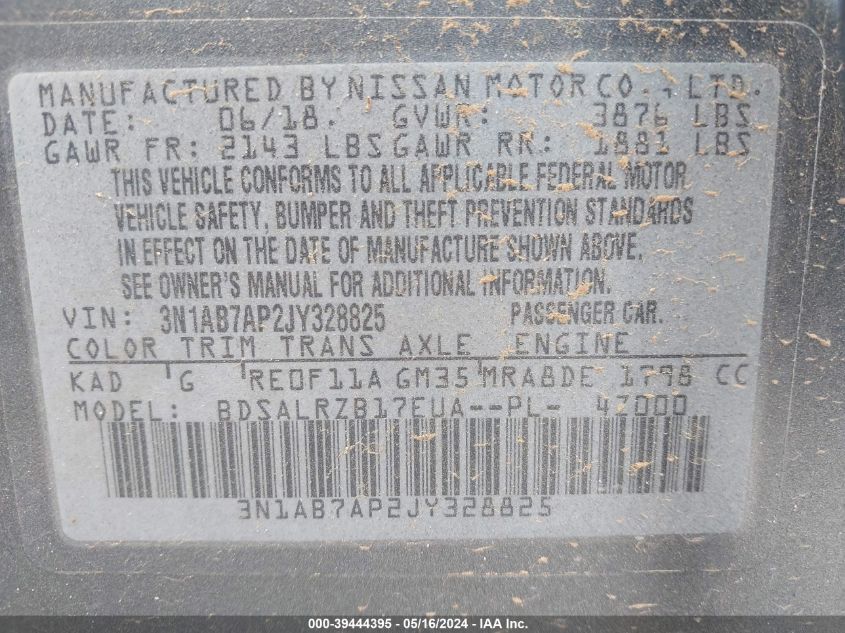 MANUFACTURED BY NISSAN MOTOR CO., LTD.
DATE: 06/18. GVWR: 3876 LBS
GAWR FR: 2143 LBS GAWR RR: 1881 LBS
THIS VEHICLE CONFORMS TO ALL APPLICABLE FEDERAL MOTOR
VEHICLE SAFETY, BUMPER AND THEFT PREVENTION STANDARDS
IN EFFECT ON THE DATE OF MANUFACTURE SHOWN ABOVE.
SEE OWNER'S MANUAL FOR ADDITIONAL INFORMATION.
VIN: 3N1AB7AP2JY328825 PASSENGER CAR.
COLOR TRIM TRANS AXLE ENGINE
KAD G RE0F11A GM35 MRA8DE 1798 CC
MODEL: BDSALRZB17EUA--PL- 47000
3N1AB7AP2JY328825
000-39444395 - 05/16/2024 - IAA, Inc.